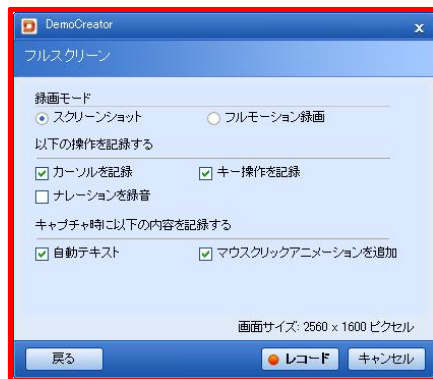 DemoCreator
フルスクリーン
録画モード
スクリーンショット フルモーション録画
以下の操作を記録する
カーソルを記録 キー操作を記録
ナレーションを録音
キャプチャ時に以下の内容を記録する
自動テキスト マウスクリックアニメーションを追加
画面サイズ: 2560 x 1600 ピクセル
戻る レコード キャンセル